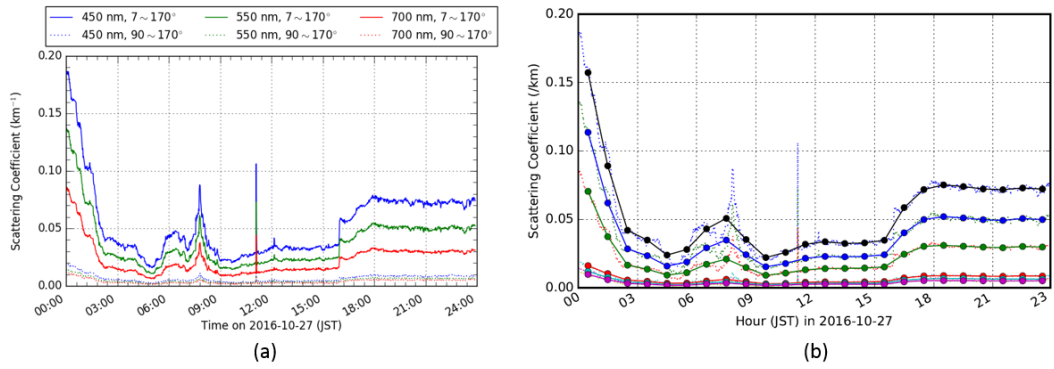 450 nm, 7~170° 550 nm, 7~170° 700 nm, 7~170°
450 nm, 90~170° 550 nm, 90~170° 700 nm, 90~170°
Scattering Coefficient (km⁻¹)
0.20
0.15
0.10
0.05
0.00
00:00 03:00 06:00 09:00 12:00 15:00 18:00 21:00 24:00
Time on 2016-10-27 (JST)
(a)
Scattering Coefficient (/km)
0.20
0.15
0.10
0.05
0.00
00 03 06 09 12 15 18 21 23
Hour (JST) in 2016-10-27
(b)